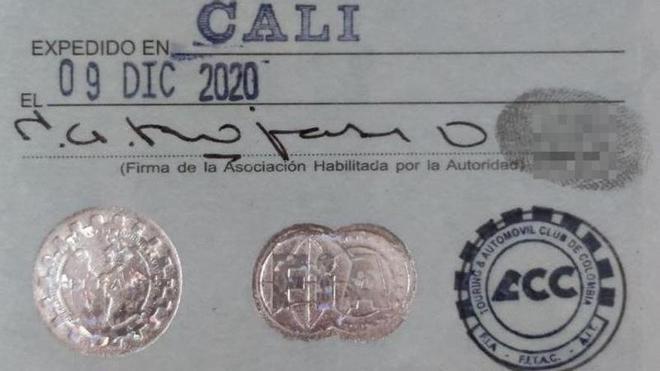 EXPEDIDO EN CALI
EL 09 DIC 2020
(Firma de la Asociación Habilitada por la Autoridad)
FIA
TOURING & AUTOMOVIL CLUB DE COLOMBIA
ACC
F.I.A - F.I.T.A.C. - A.I.T.